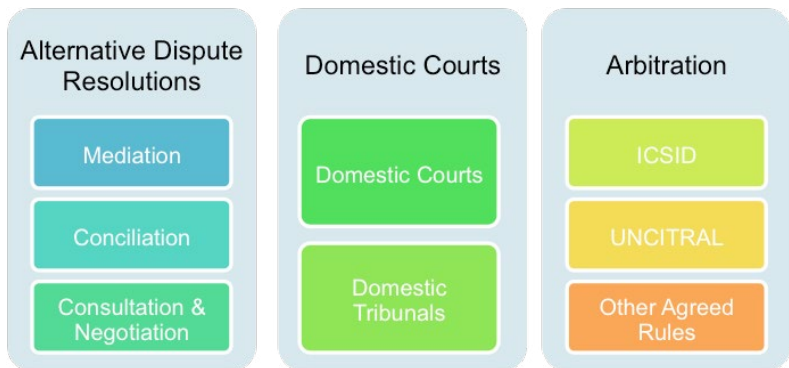 Alternative Dispute
Resolutions
Mediation
Conciliation
Consultation &
Negotiation
Domestic Courts
Domestic Courts
Domestic
Tribunals
Arbitration
ICSID
UNCITRAL
Other Agreed
Rules